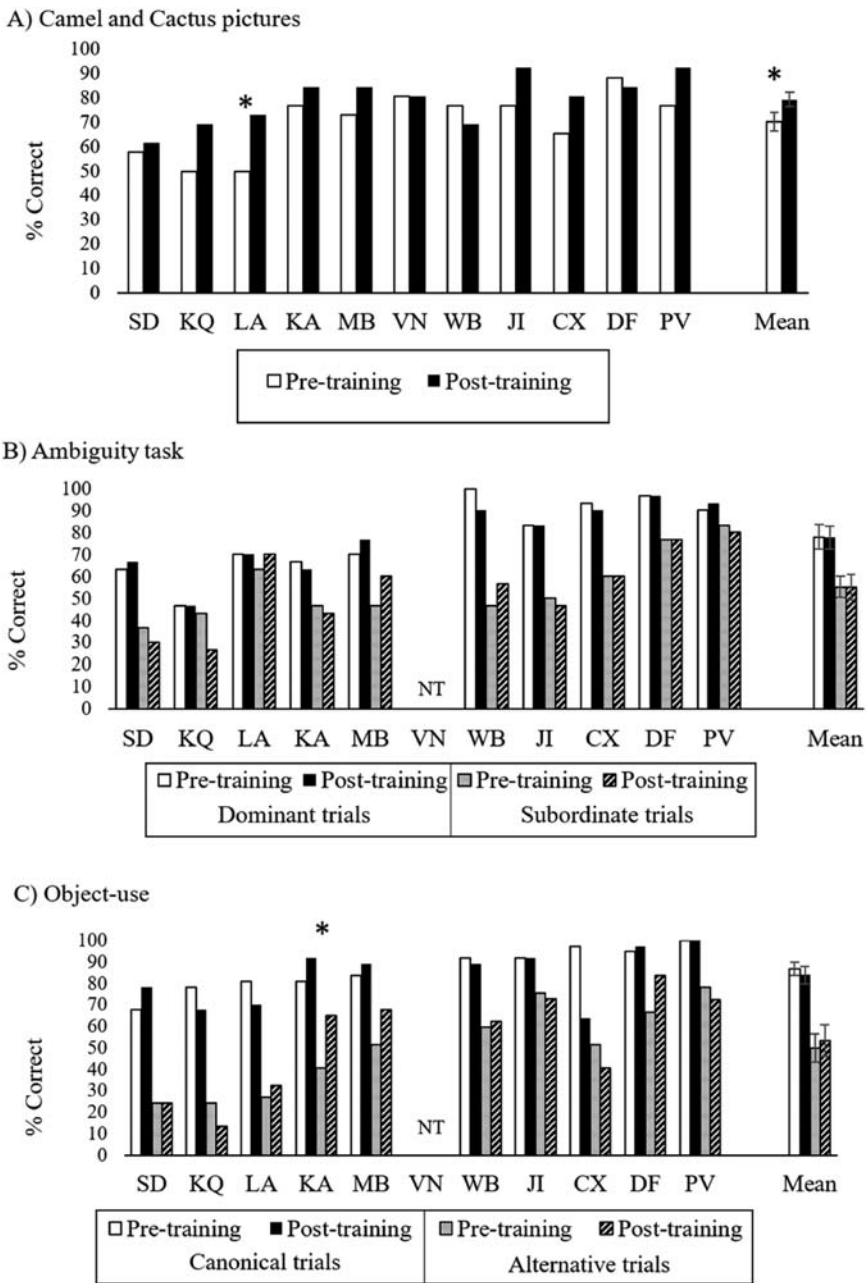 A) Camel and Cactus pictures
100
90
80
70
60
50
40
30
20
10
0
% Correct
*
*
SD KQ LA KA MB VN WB JI CX DF PV Mean
Pre-training Post-training
B) Ambiguity task
100
90
80
70
60
50
40
30
20
10
0
% Correct
NT
SD KQ LA KA MB VN WB JI CX DF PV Mean
Pre-training Post-training Pre-training Post-training
Dominant trials Subordinate trials
C) Object-use
100
90
80
70
60
50
40
30
20
10
0
% Correct
*
NT
SD KQ LA KA MB VN WB JI CX DF PV Mean
Pre-training Post-training Pre-training Post-training
Canonical trials Alternative trials